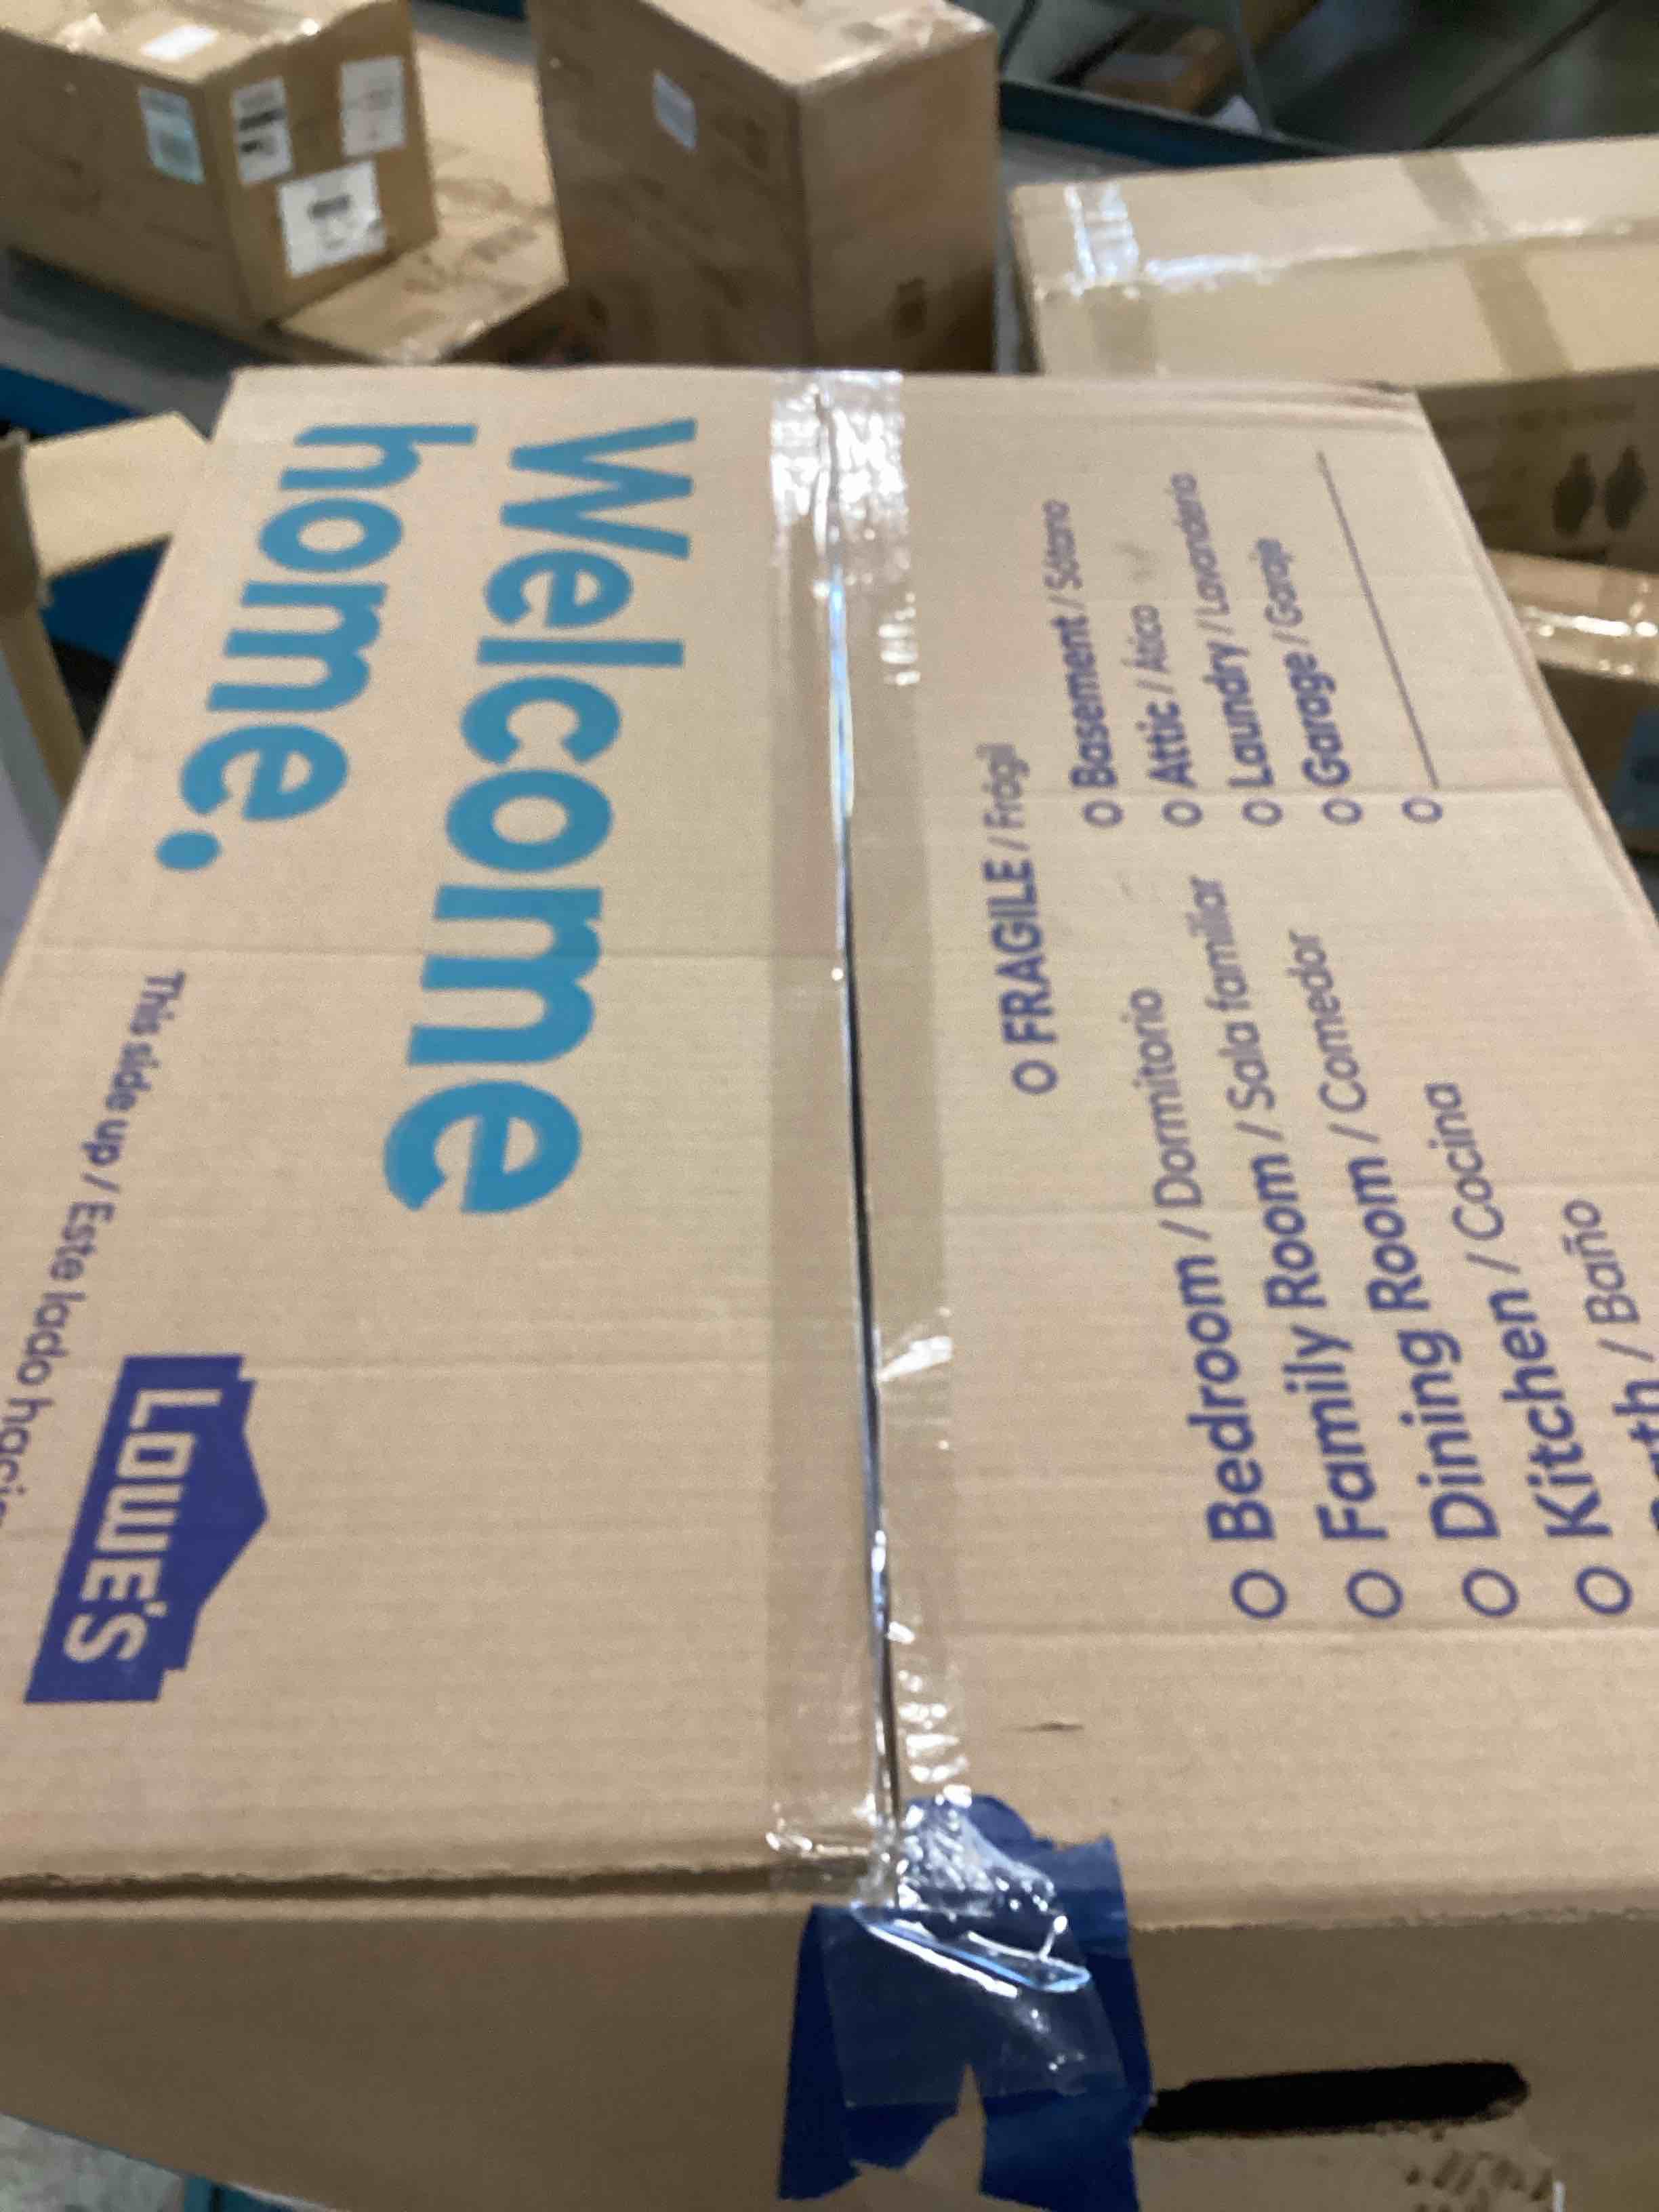 Welcome
home.
This side up / Este lado hacia
LOWE'S
O FRAGILE / Frágil
O Bedroom / Dormitorio
O Family Room / Sala familiar
O Dining Room / Comedor
O Kitchen / Cocina
O Bath / Baño
O Basement / Sótano
O Attic / Ático
O Laundry / Lavandería
O Garage / Garaje
O